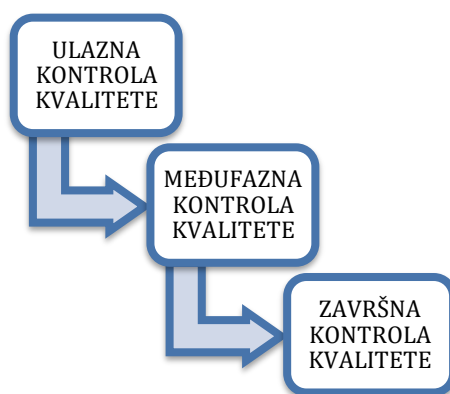 ULAZNA
KONTROLA
KVALITETE
MEĐUFAZNA
KONTROLA
KVALITETE
ZAVRŠNA
KONTROLA
KVALITETE